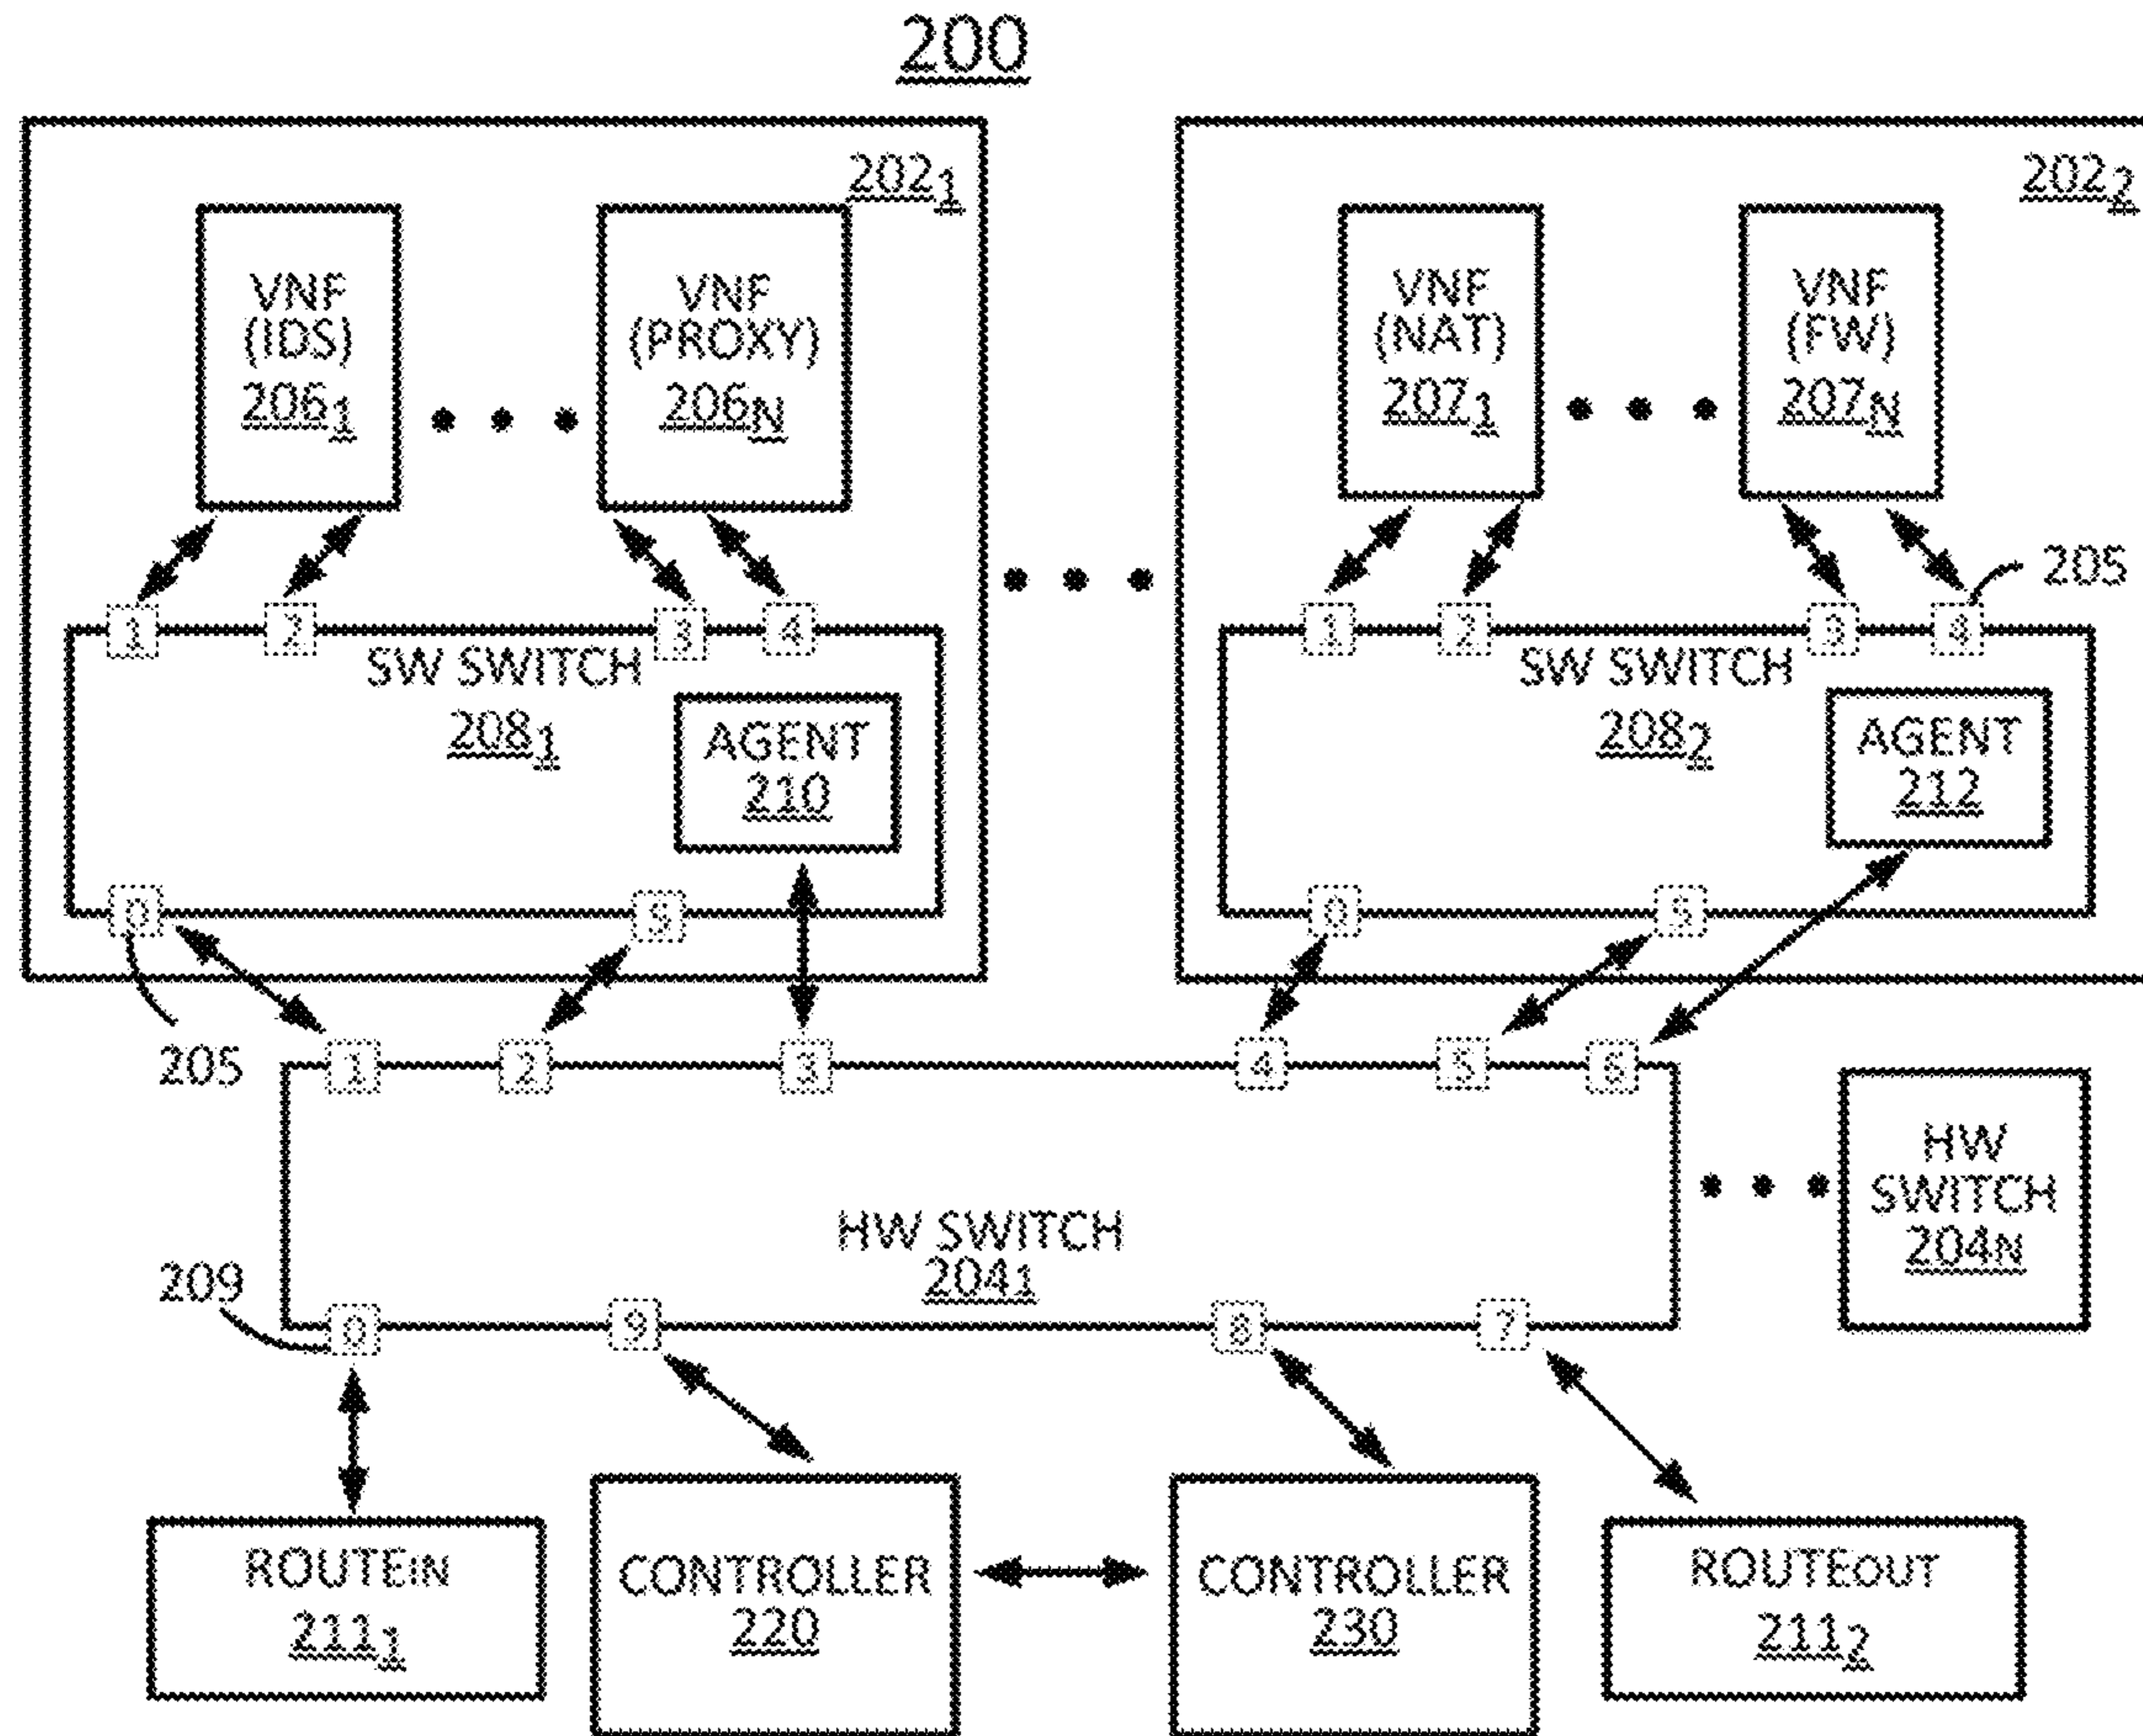 200
202₁
202₂
VNF
(IDS)
206₁
VNF
(PROXY)
206N
VNF
(NAT)
207₁
VNF
(FW)
207N
205
1 2 3 4
1 2 3 4
SW SWITCH
208₁
AGENT
210
SW SWITCH
208₂
AGENT
212
0 5
0 5
205
1 2 3 4 5 6
HW SWITCH
204₁
HW
SWITCH
204N
209
0 9 8 7
ROUTEIN
211₁
CONTROLLER
220
CONTROLLER
230
ROUTEOUT
211₂